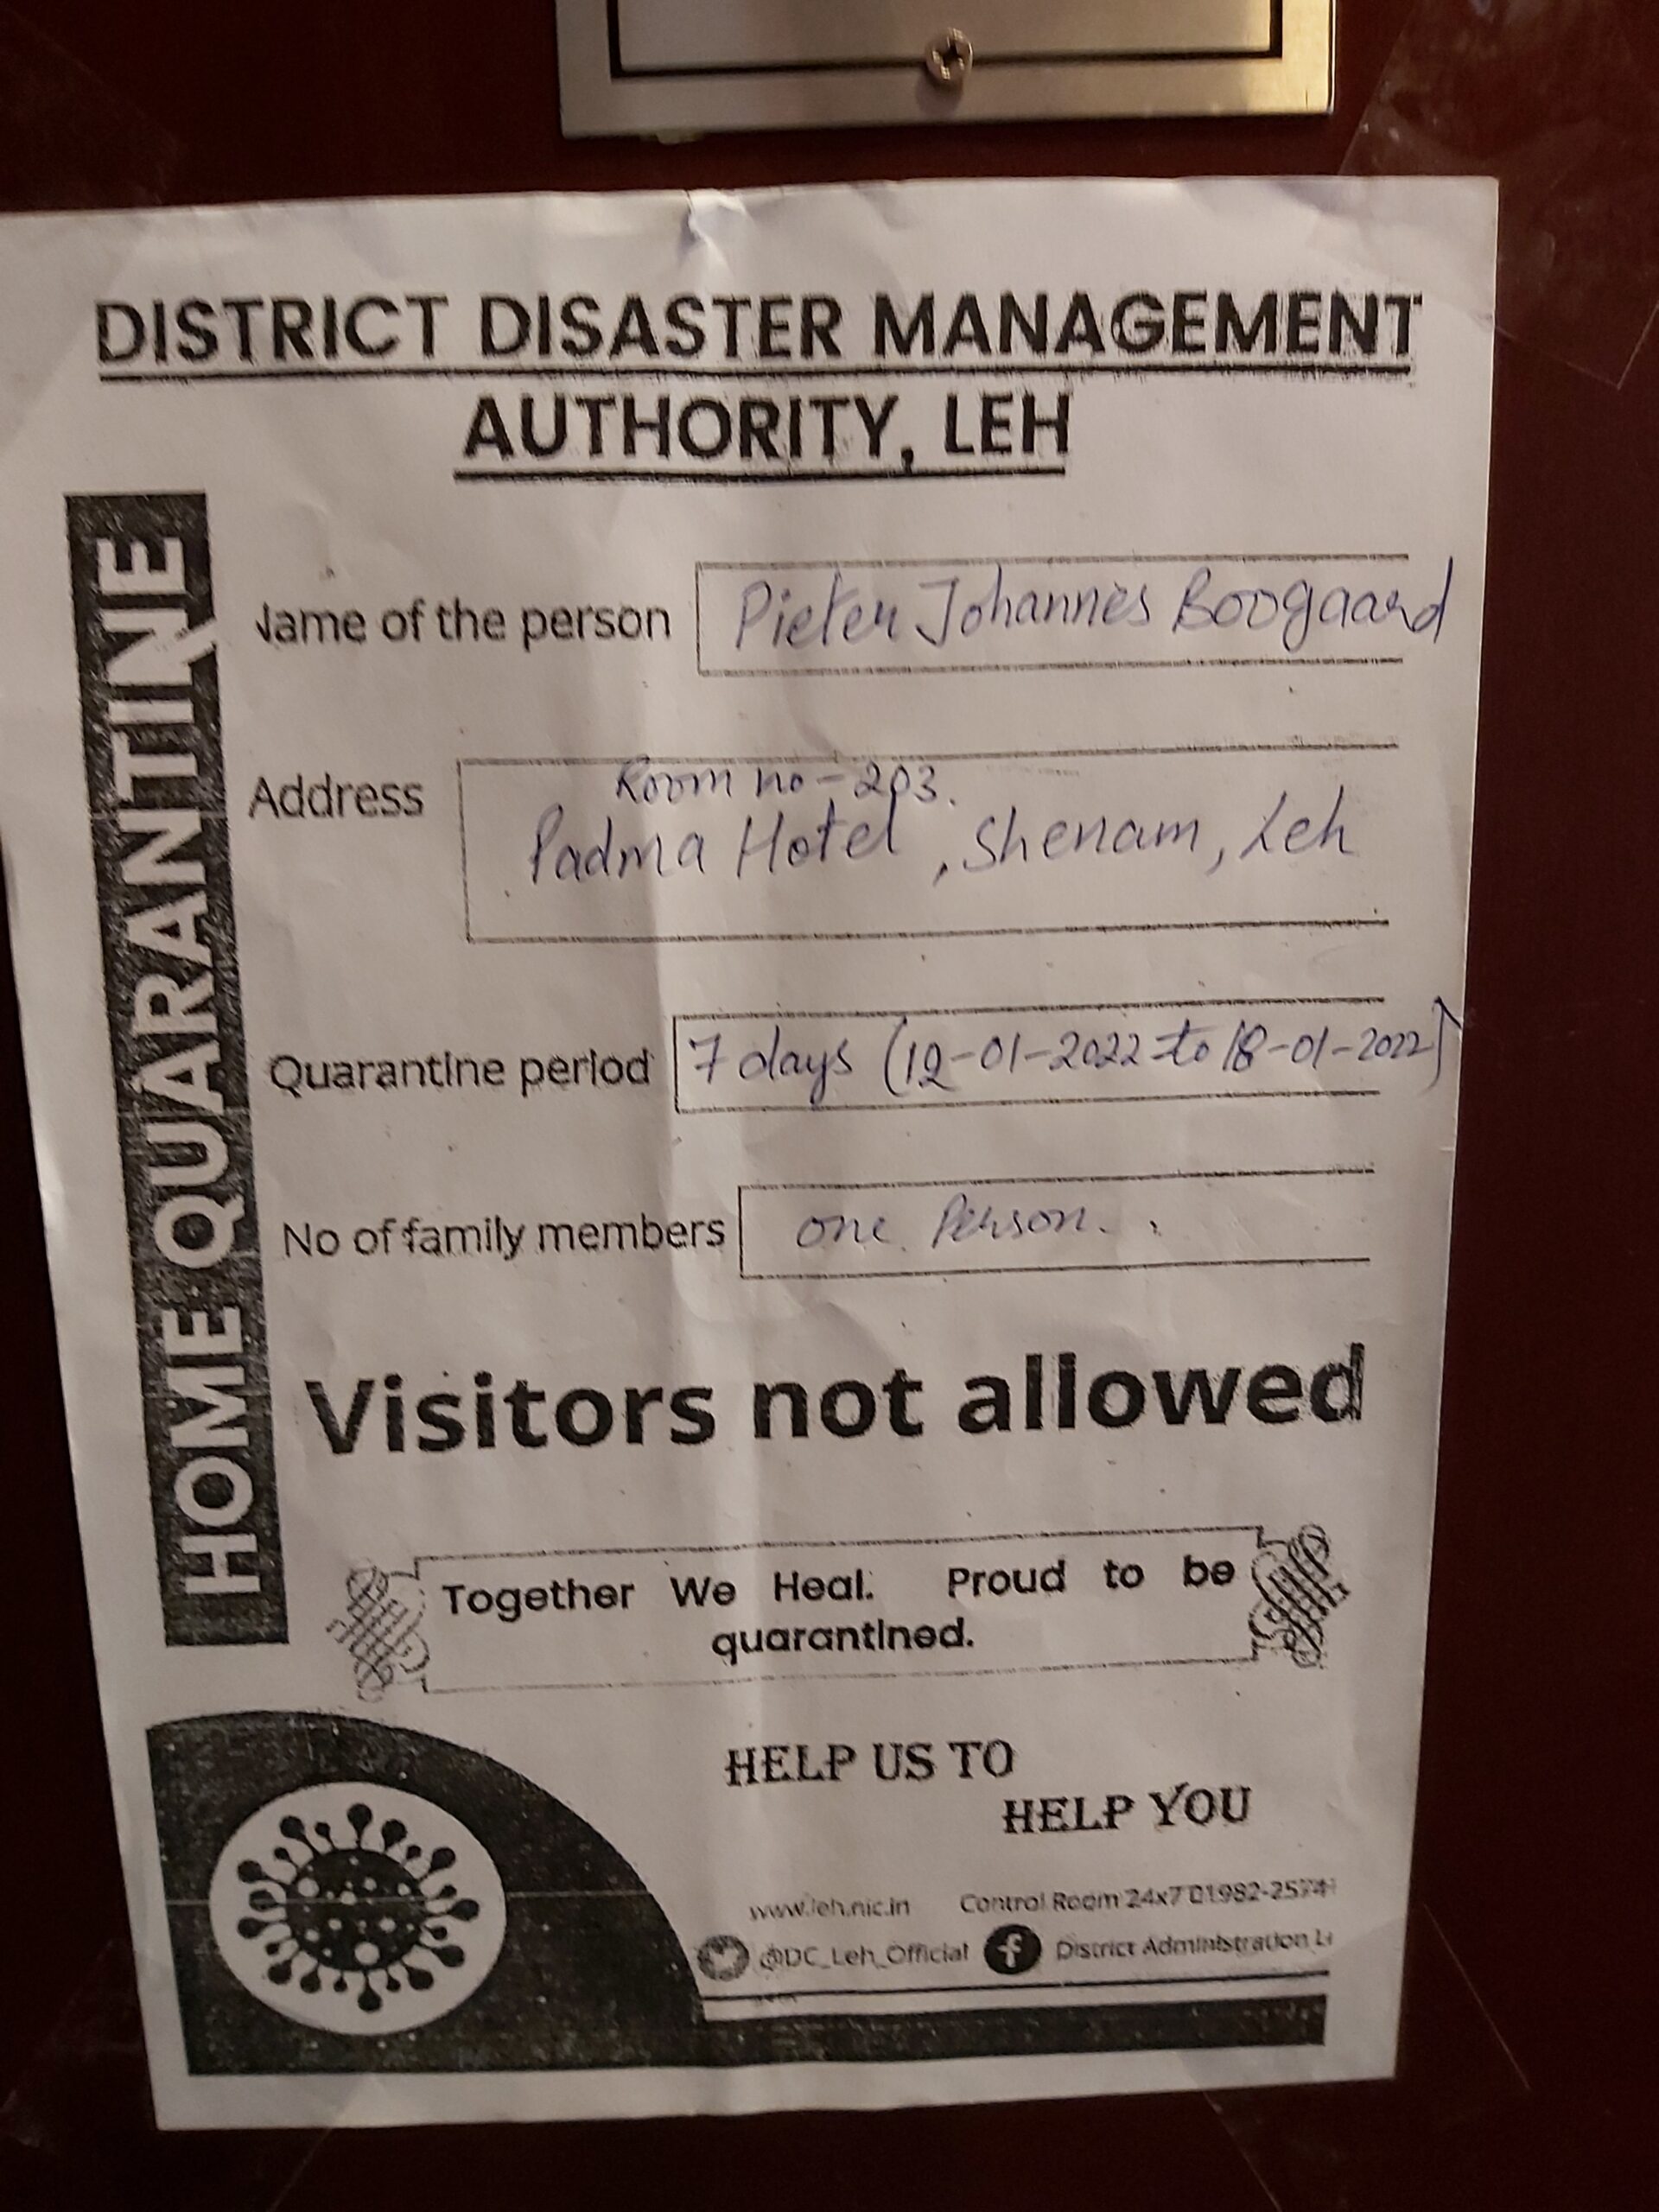 DISTRICT DISASTER MANAGEMENT
AUTHORITY, LEH
HOME QUARANTINE
Name of the person Pieter Johannes Boogaard
Address Room no-203.
Padma Hotel, Shenam, Leh
Quarantine period 7 days (12-01-2022 to 18-01-2022)
No of family members one Person.
Visitors not allowed
Together We Heal. Proud to be
quarantined.
HELP US TO
HELP YOU
www.leh.nic.in Control Room 24x7 01982-2574
@DC_Leh_Official f District Administration Le